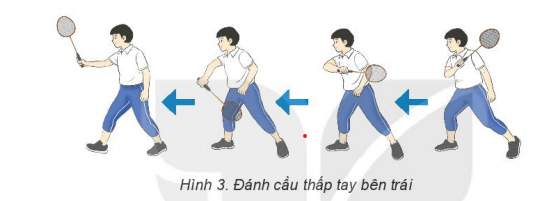 Hình 3. Đánh cầu thấp tay bên trái